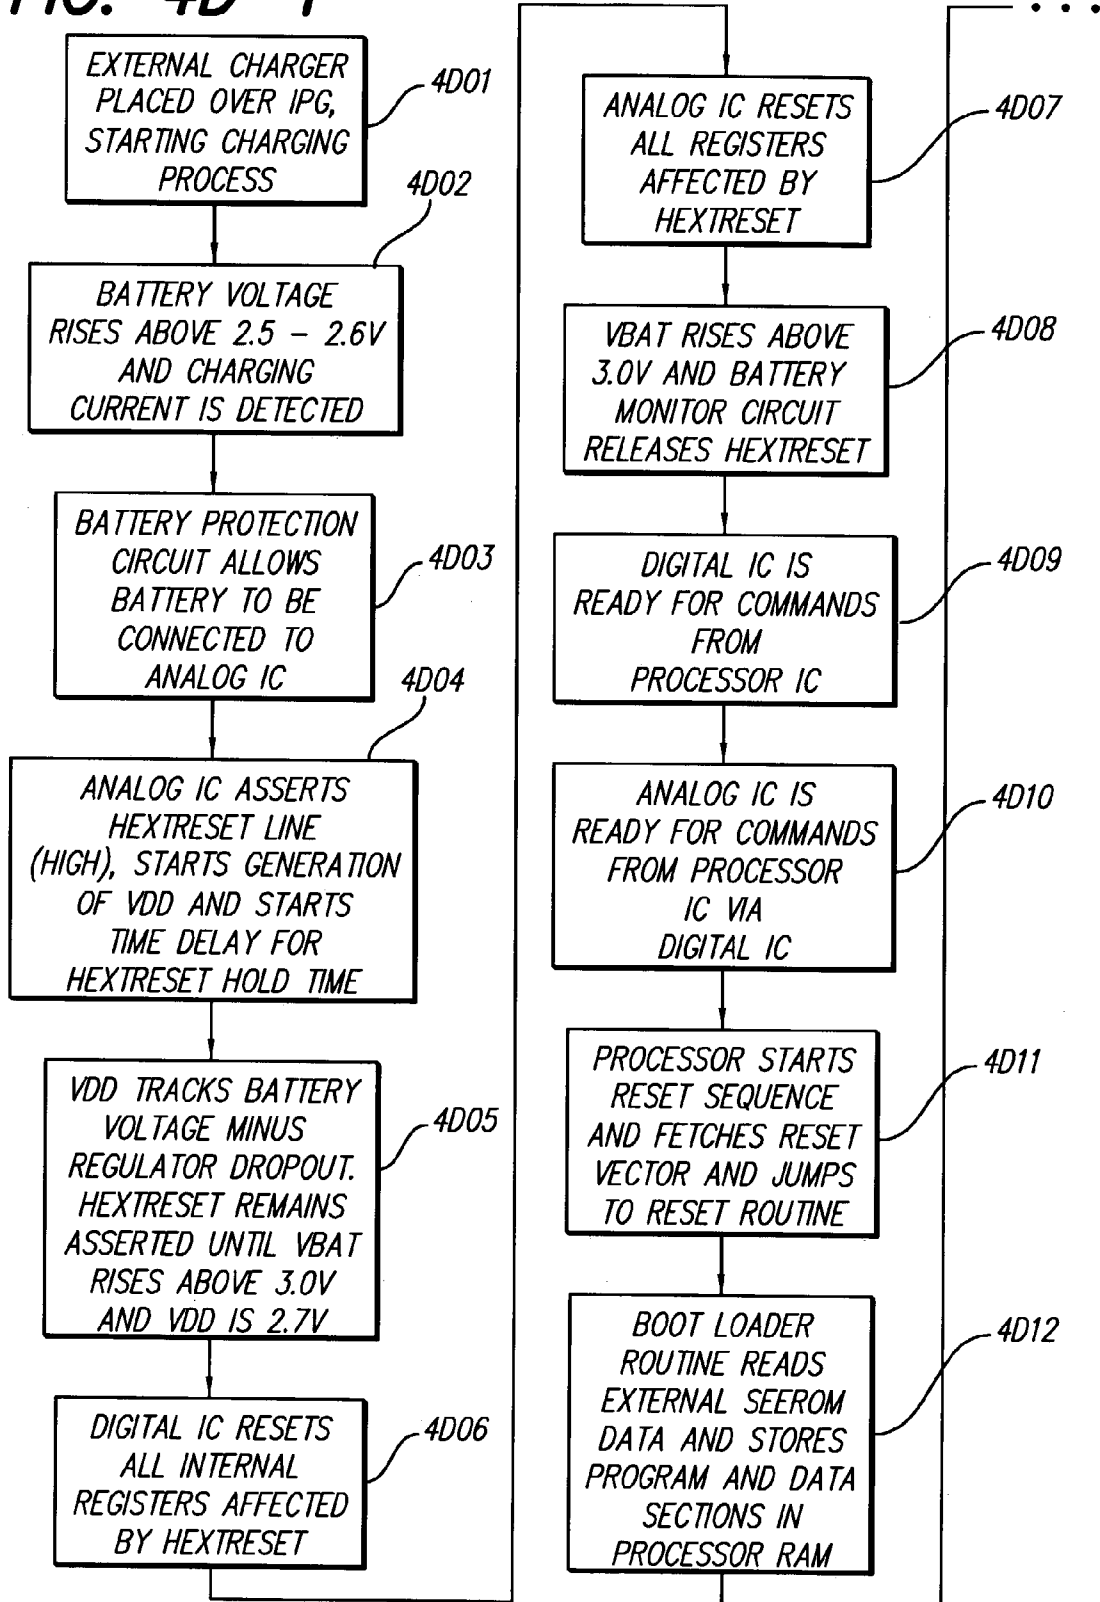 FIG. 4D-1
EXTERNAL CHARGER
PLACED OVER IPG,
STARTING CHARGING
PROCESS
4D01
BATTERY VOLTAGE
RISES ABOVE 2.5 - 2.6V
AND CHARGING
CURRENT IS DETECTED
4D02
BATTERY PROTECTION
CIRCUIT ALLOWS
BATTERY TO BE
CONNECTED TO
ANALOG IC
4D03
ANALOG IC ASSERTS
HEXTRESET LINE
(HIGH), STARTS GENERATION
OF VDD AND STARTS
TIME DELAY FOR
HEXTRESET HOLD TIME
4D04
VDD TRACKS BATTERY
VOLTAGE MINUS
REGULATOR DROPOUT.
HEXTRESET REMAINS
ASSERTED UNTIL VBAT
RISES ABOVE 3.0V
AND VDD IS 2.7V
4D05
DIGITAL IC RESETS
ALL INTERNAL
REGISTERS AFFECTED
BY HEXTRESET
4D06
ANALOG IC RESETS
ALL REGISTERS
AFFECTED BY
HEXTRESET
4D07
VBAT RISES ABOVE
3.0V AND BATTERY
MONITOR CIRCUIT
RELEASES HEXTRESET
4D08
DIGITAL IC IS
READY FOR COMMANDS
FROM
PROCESSOR IC
4D09
ANALOG IC IS
READY FOR COMMANDS
FROM PROCESSOR
IC VIA
DIGITAL IC
4D10
PROCESSOR STARTS
RESET SEQUENCE
AND FETCHES RESET
VECTOR AND JUMPS
TO RESET ROUTINE
4D11
BOOT LOADER
ROUTINE READS
EXTERNAL SEEROM
DATA AND STORES
PROGRAM AND DATA
SECTIONS IN
PROCESSOR RAM
4D12
...